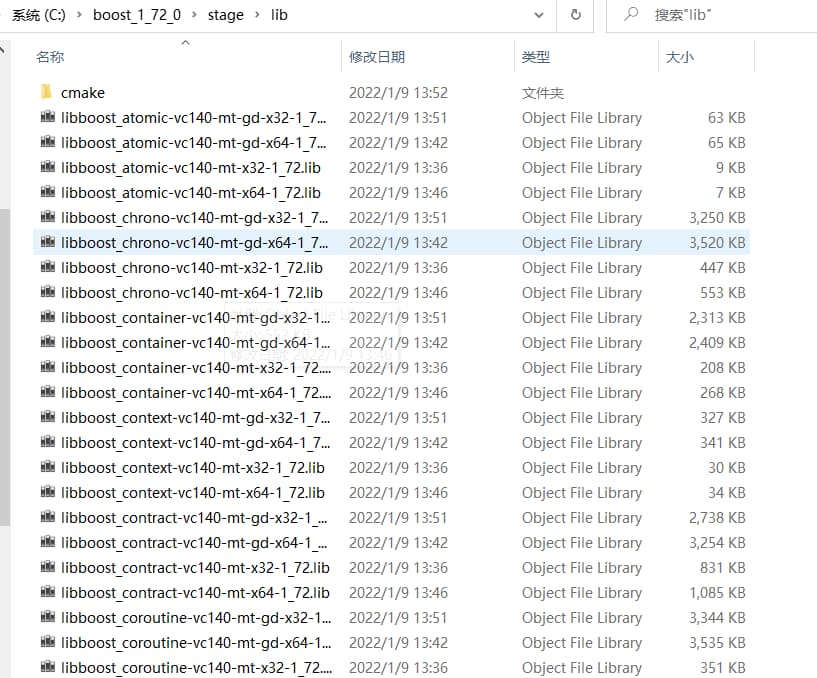 系统 (C:) › boost_1_72_0 › stage › lib 搜索"lib"
名称 修改日期 类型 大小
cmake 2022/1/9 13:52 文件夹
libboost_atomic-vc140-mt-gd-x32-1_7... 2022/1/9 13:51 Object File Library 63 KB
libboost_atomic-vc140-mt-gd-x64-1_7... 2022/1/9 13:42 Object File Library 65 KB
libboost_atomic-vc140-mt-x32-1_72.lib 2022/1/9 13:36 Object File Library 9 KB
libboost_atomic-vc140-mt-x64-1_72.lib 2022/1/9 13:46 Object File Library 7 KB
libboost_chrono-vc140-mt-gd-x32-1_7... 2022/1/9 13:51 Object File Library 3,250 KB
libboost_chrono-vc140-mt-gd-x64-1_7... 2022/1/9 13:42 Object File Library 3,520 KB
libboost_chrono-vc140-mt-x32-1_72.lib 2022/1/9 13:36 Object File Library 447 KB
libboost_chrono-vc140-mt-x64-1_72.lib 2022/1/9 13:46 Object File Library 553 KB
libboost_container-vc140-mt-gd-x32-1... 2022/1/9 13:51 Object File Library 2,313 KB
libboost_container-vc140-mt-gd-x64-1... 2022/1/9 13:42 Object File Library 2,409 KB
libboost_container-vc140-mt-x32-1_72.... 2022/1/9 13:36 Object File Library 208 KB
libboost_container-vc140-mt-x64-1_72.... 2022/1/9 13:46 Object File Library 268 KB
libboost_context-vc140-mt-gd-x32-1_7... 2022/1/9 13:51 Object File Library 327 KB
libboost_context-vc140-mt-gd-x64-1_7... 2022/1/9 13:42 Object File Library 341 KB
libboost_context-vc140-mt-x32-1_72.lib 2022/1/9 13:36 Object File Library 30 KB
libboost_context-vc140-mt-x64-1_72.lib 2022/1/9 13:46 Object File Library 34 KB
libboost_contract-vc140-mt-gd-x32-1_... 2022/1/9 13:51 Object File Library 2,738 KB
libboost_contract-vc140-mt-gd-x64-1_... 2022/1/9 13:42 Object File Library 3,254 KB
libboost_contract-vc140-mt-x32-1_72.lib 2022/1/9 13:36 Object File Library 831 KB
libboost_contract-vc140-mt-x64-1_72.lib 2022/1/9 13:46 Object File Library 1,085 KB
libboost_coroutine-vc140-mt-gd-x32-1... 2022/1/9 13:51 Object File Library 3,344 KB
libboost_coroutine-vc140-mt-gd-x64-1... 2022/1/9 13:42 Object File Library 3,535 KB
libboost_coroutine-vc140-mt-x32-1_72.... 2022/1/9 13:36 Object File Library 351 KB